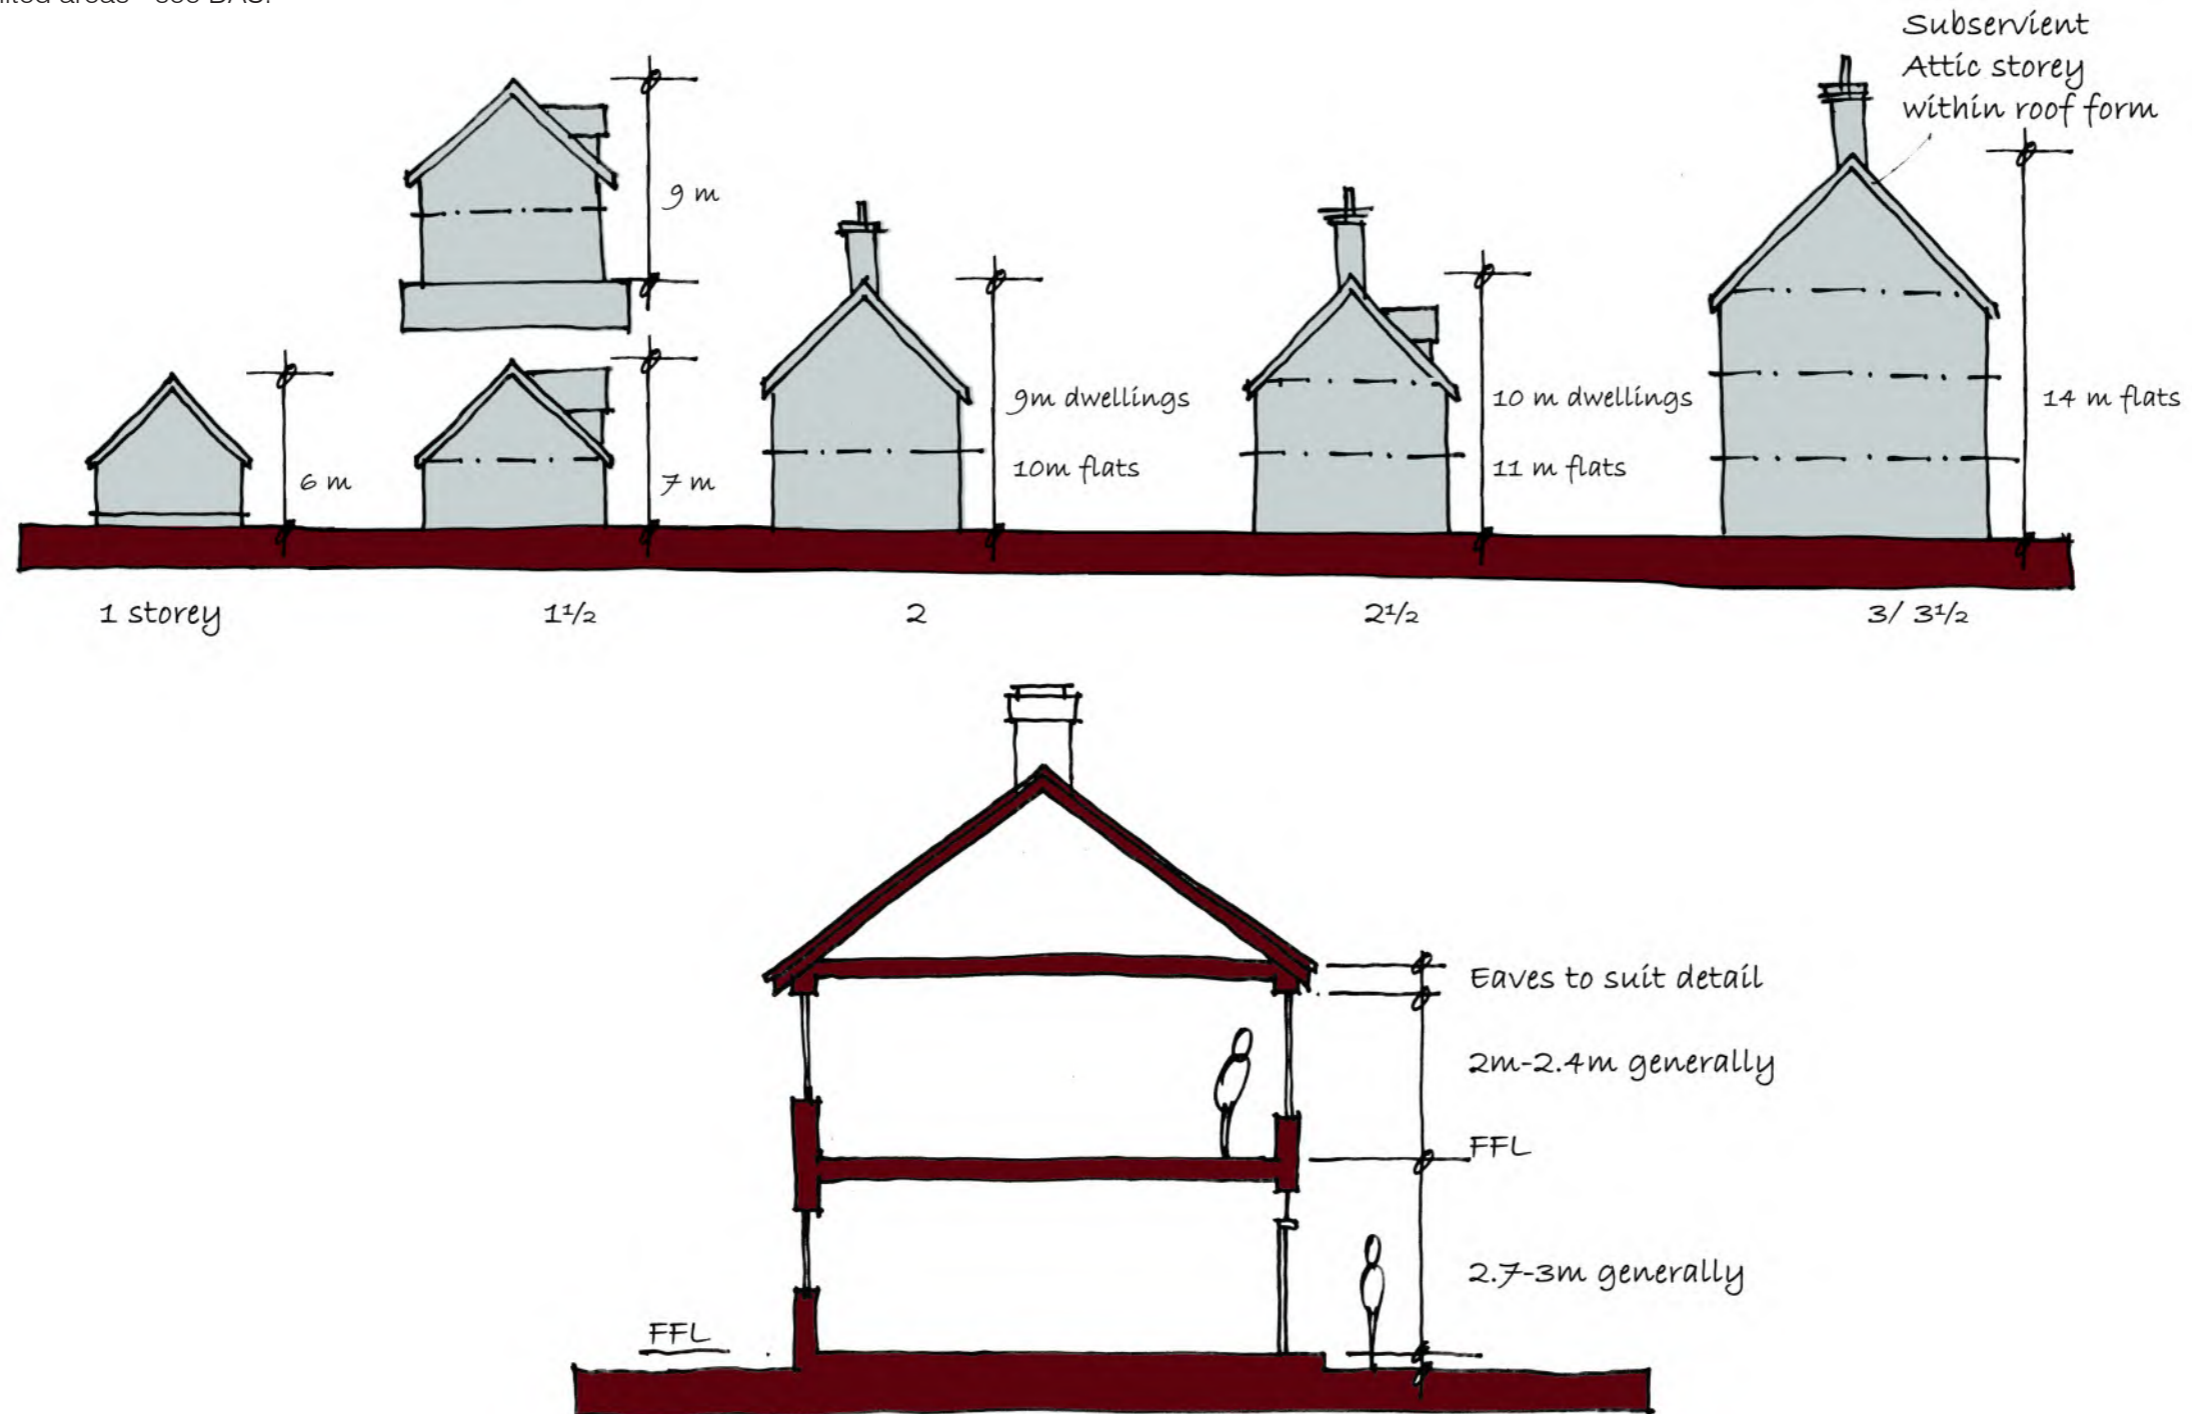 Subservient
Attic storey
within roof form
9 m
6 m
7 m
9m dwellings
10m flats
10 m dwellings
11 m flats
14 m flats
1 storey
1½
2
2½
3/ 3½
Eaves to suit detail
2m-2.4m generally
FFL
2.7-3m generally
FFL